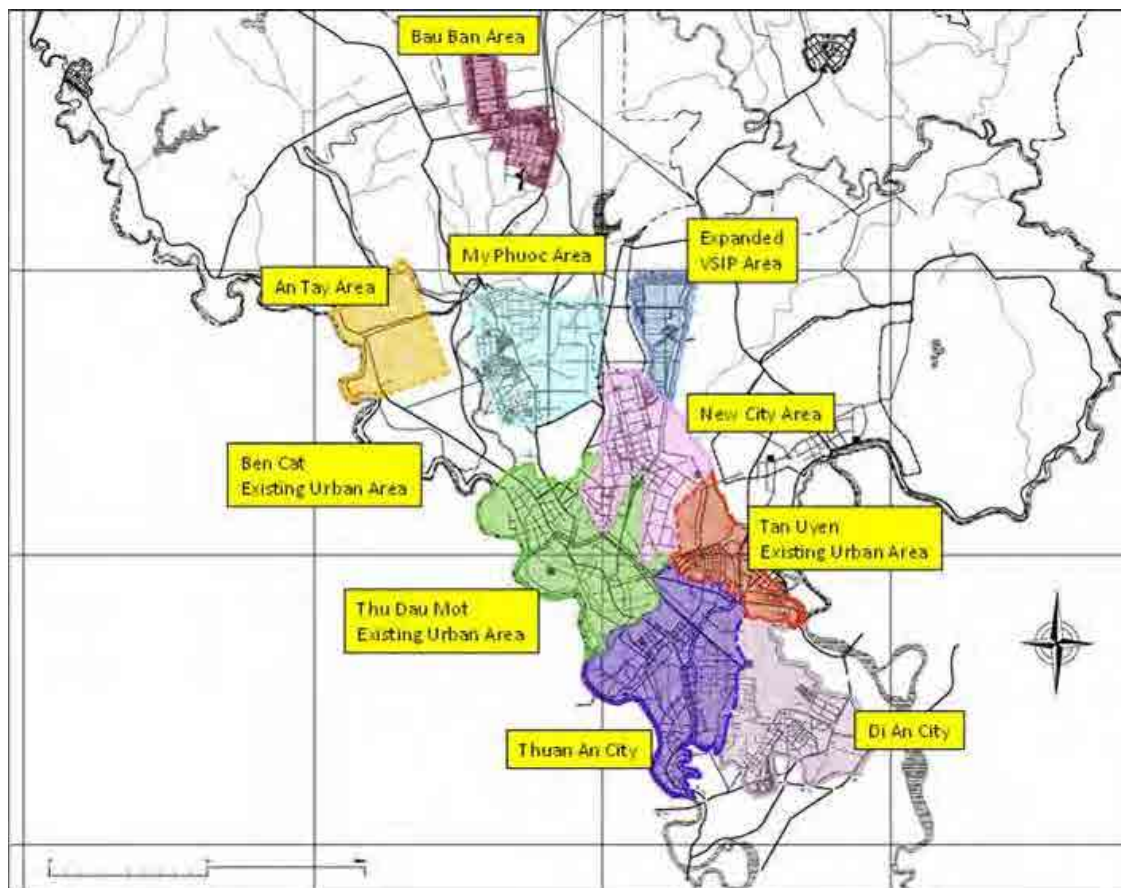 Bau Ban Area
My Phuoc Area
Expanded
VSIP Area
An Tay Area
New City Area
Ben Cat
Existing Urban Area
Tan Uyen
Existing Urban Area
Thu Dau Mot
Existing Urban Area
Di An City
Thuan An City